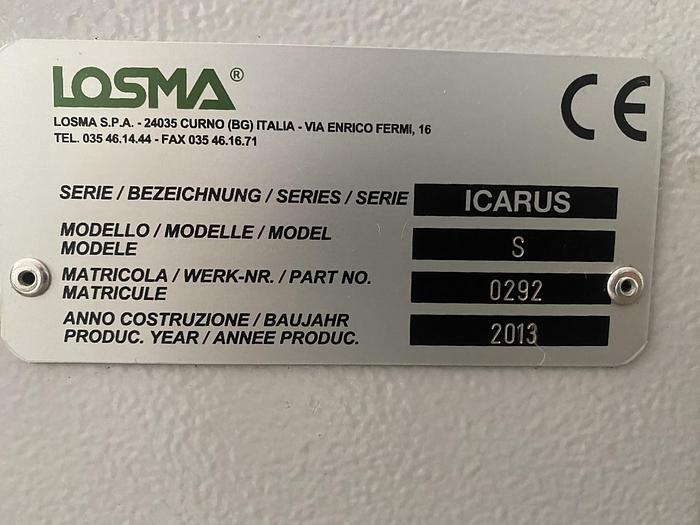 LOSMA®
CE
LOSMA S.P.A. - 24035 CURNO (BG) ITALIA - VIA ENRICO FERMI, 16
TEL. 035 46.14.44 - FAX 035 46.16.71
SERIE / BEZEICHNUNG / SERIES / SERIE ICARUS
MODELLO / MODELLE / MODEL
MODELE S
MATRICOLA / WERK-NR. / PART NO.
MATRICULE 0292
ANNO COSTRUZIONE / BAUJAHR
PRODUC. YEAR / ANNEE PRODUC. 2013